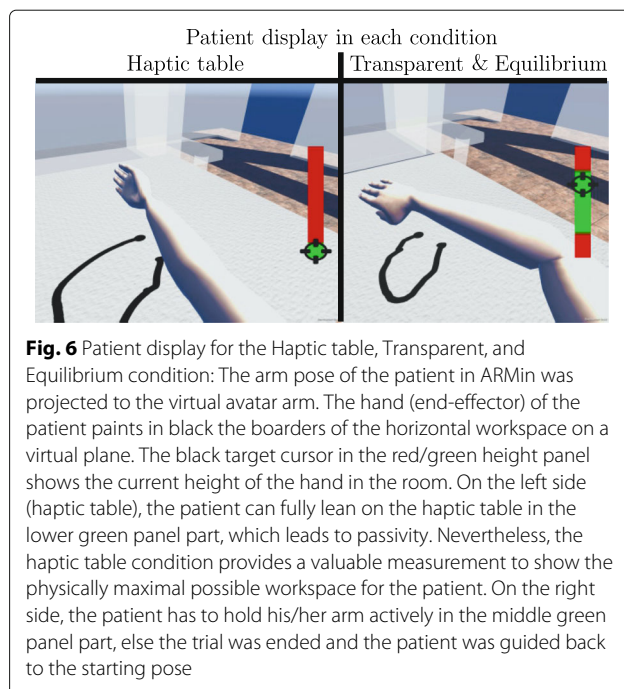 Patient display in each condition
Haptic table
Transparent & Equilibrium
Fig. 6 Patient display for the Haptic table, Transparent, and
Equilibrium condition: The arm pose of the patient in ARMin was
projected to the virtual avatar arm. The hand (end-effector) of the
patient paints in black the boarders of the horizontal workspace on a
virtual plane. The black target cursor in the red/green height panel
shows the current height of the hand in the room. On the left side
(haptic table), the patient can fully lean on the haptic table in the
lower green panel part, which leads to passivity. Nevertheless, the
haptic table condition provides a valuable measurement to show the
physically maximal possible workspace for the patient. On the right
side, the patient has to hold his/her arm actively in the middle green
panel part, else the trial was ended and the patient was guided back
to the starting pose